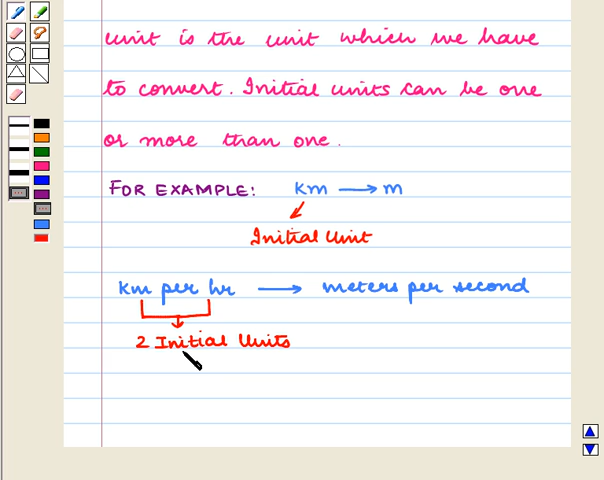 unit is the unit which we have
to convert. Initial units can be one
or more than one.
FOR EXAMPLE: km → m
Initial Unit
km per hr → meters per second
2 Initial Units